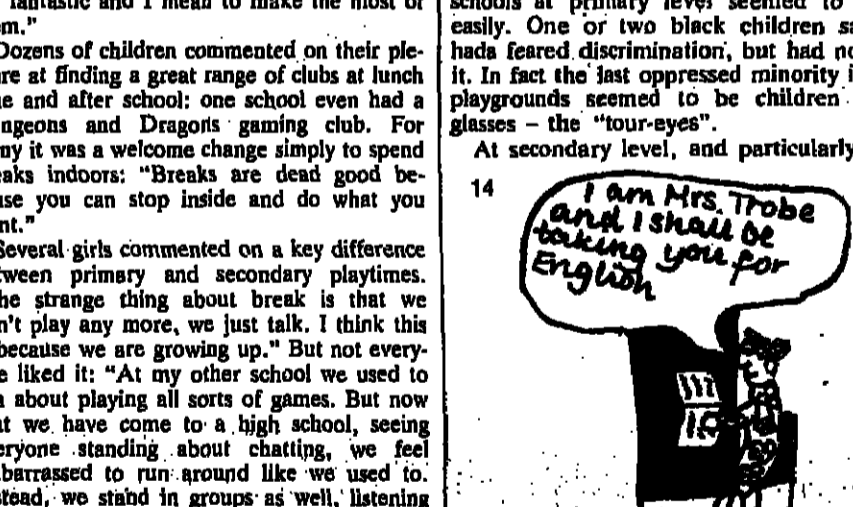 fantastic and I mean to make the most of
em."
Dozens of children commented on their ple-
re at finding a great range of clubs at lunch
e and after school: one school even had a
ngeons and Dragons gaming club. For
ny it was a welcome change simply to spend
eaks indoors: "Breaks are dead good be-
use you can stop inside and do what you
nt."
Several girls commented on a key difference
tween primary and secondary playtimes.
he strange thing about break is that we
n't play any more, we just talk. I think this
because we are growing up." But not every-
e liked it: "At my other school we used to
n about playing all sorts of games. But now
at we have come to a high school, seeing
eryone standing about chatting, we feel
barrassed to run around like we used to.
stead, we stand in groups as well, listening
schools at primary level seemed to
easily. One or two black children sa
hads feared discrimination, but had no
it. In fact the last oppressed minority i
playgrounds seemed to be children
glasses – the "tour-eyes".
At secondary level, and particularly
14
I am Mrs. Trobe
and I shall be
taking you for
English